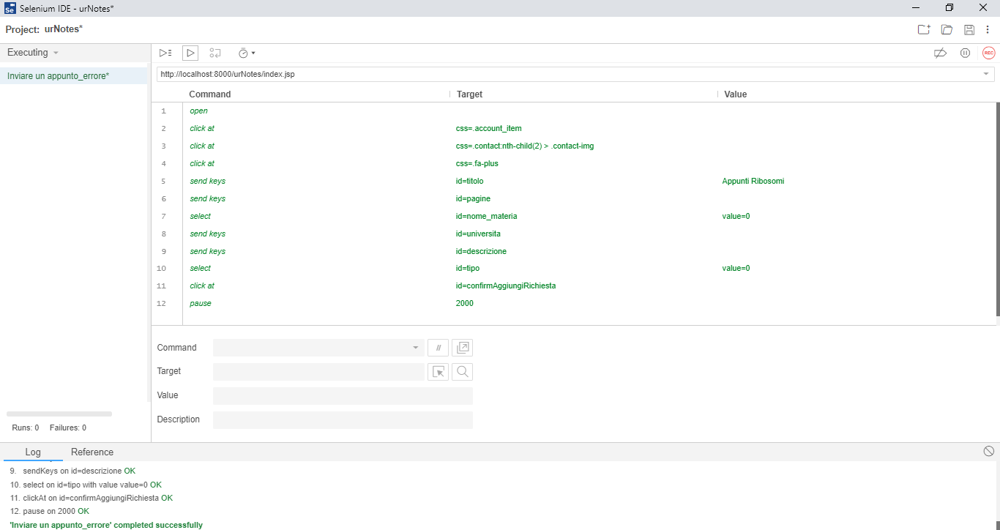 Se Selenium IDE - urNotes*
Project: urNotes*
Executing
Inviare un appunto_errore*
REC
http://localhost:8000/urNotes/index.jsp
Command Target Value
1 open
2 click at css=.account_item
3 click at css=.contact:nth-child(2) > .contact-img
4 click at css=.fa-plus
5 send keys id=titolo Appunti Ribosomi
6 send keys id=pagine
7 select id=nome_materia value=0
8 send keys id=universita
9 send keys id=descrizione
10 select id=tipo value=0
11 click at id=confirmAggiungiRichiesta
12 pause 2000
Command //
Target
Value
Description
Runs: 0 Failures: 0
Log Reference
9. sendKeys on id=descrizione OK
10. select on id=tipo with value value=0 OK
11. clickAt on id=confirmAggiungiRichiesta OK
12. pause on 2000 OK
'Inviare un appunto_errore' completed successfully